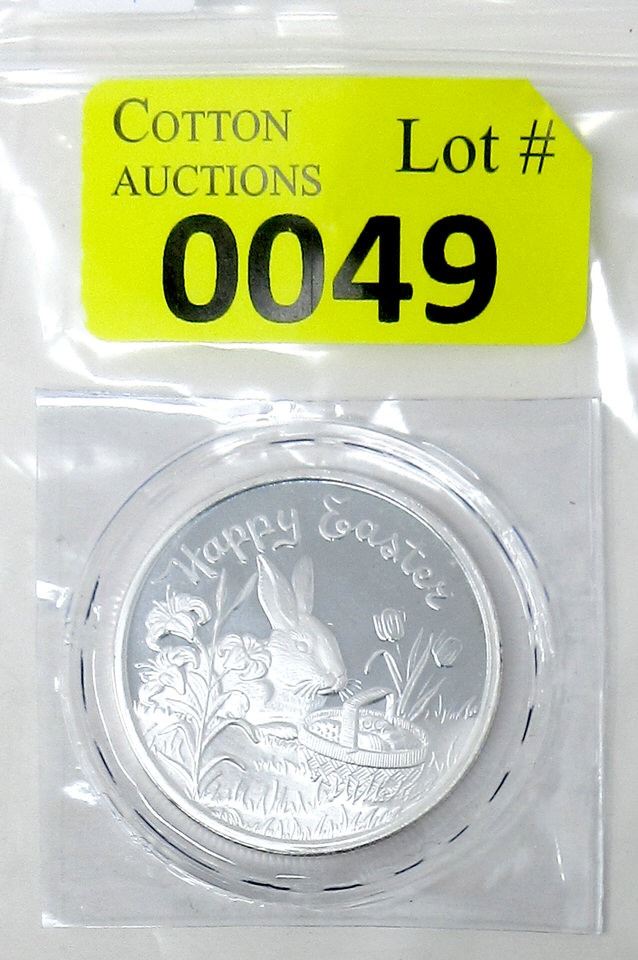 COTTON
AUCTIONS
Lot #
0049
Happy Easter